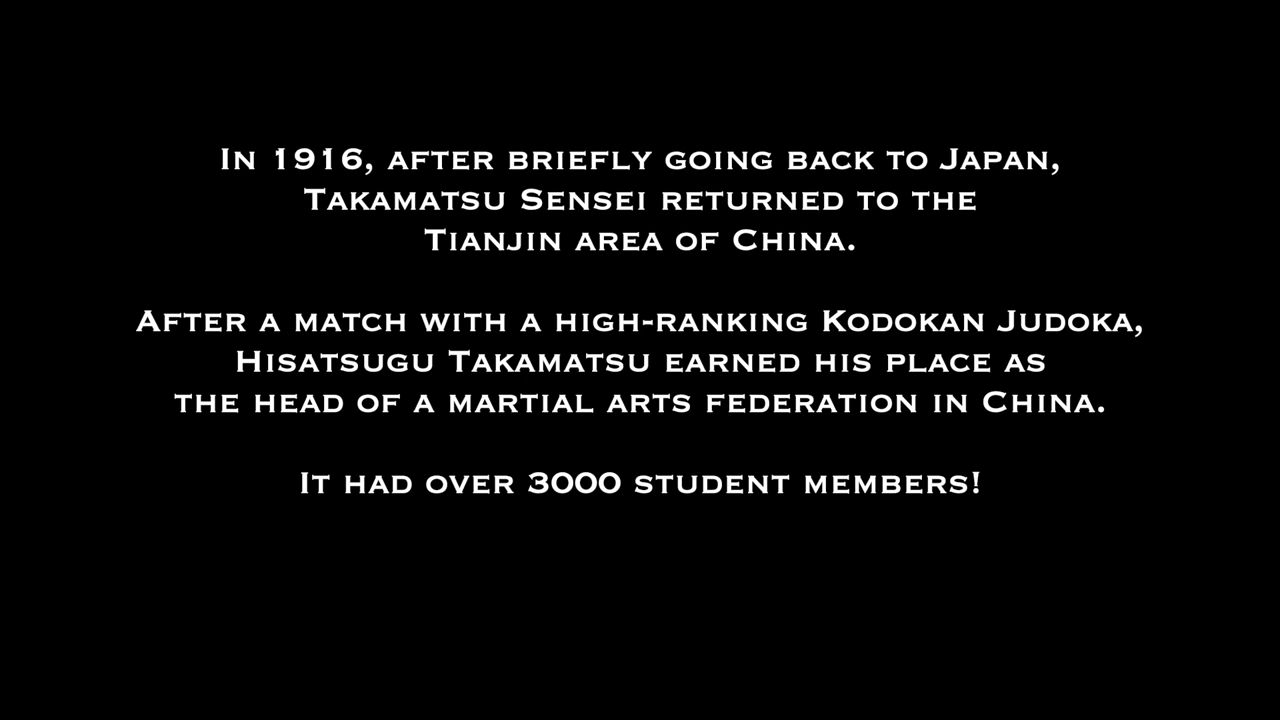 In 1916, after briefly going back to Japan,
Takamatsu Sensei returned to the
Tianjin area of China.
After a match with a high-ranking Kodokan Judoka,
Hisatsugu Takamatsu earned his place as
the head of a martial arts federation in China.
It had over 3000 student members!